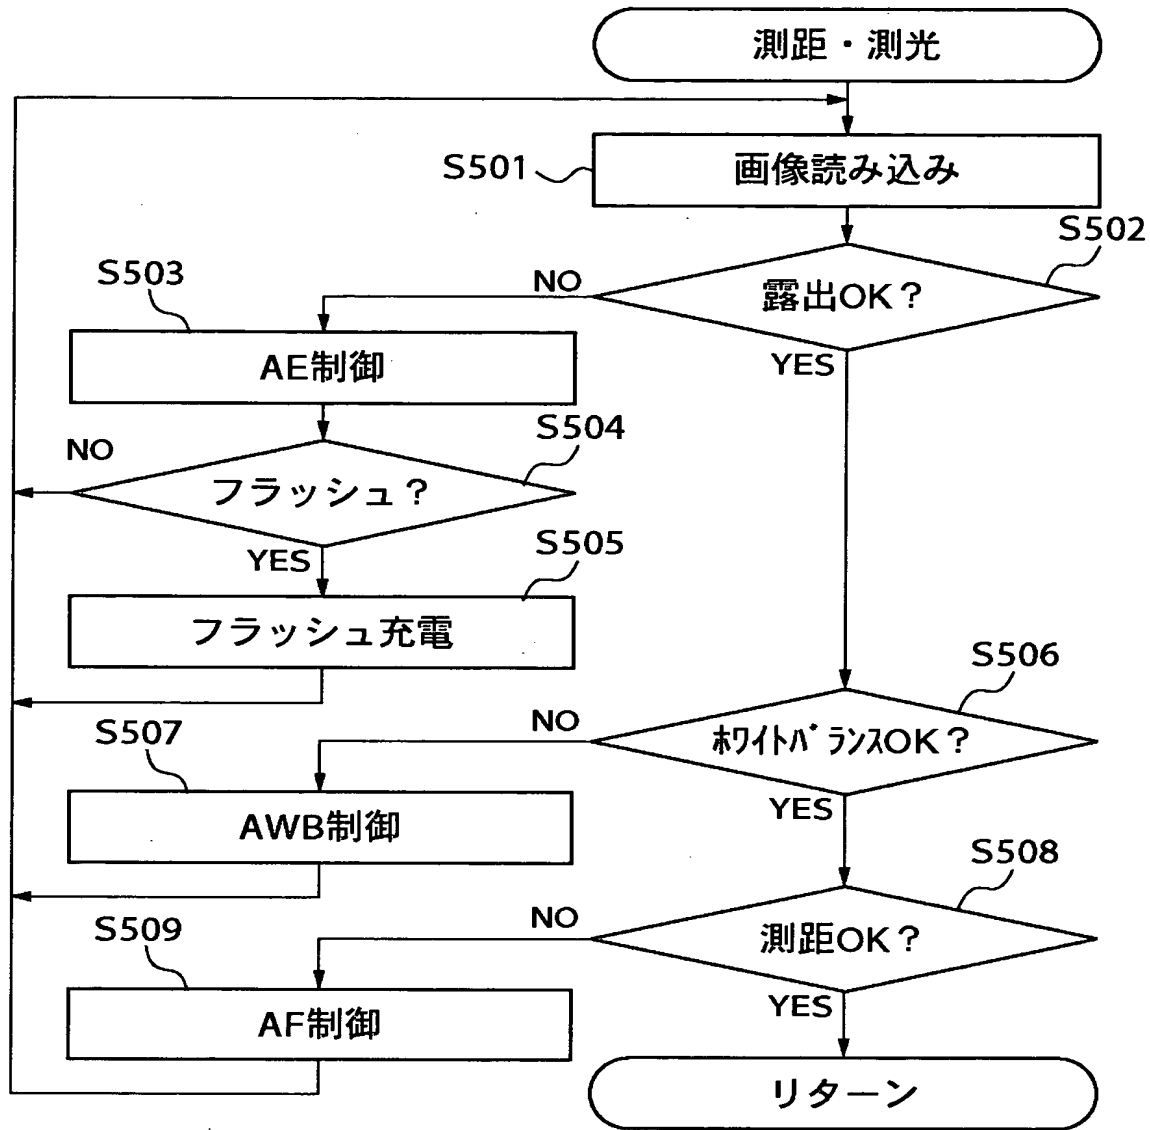 測距・測光
S501
画像読み込み
S502
露出OK？
NO
YES
S503
AE制御
S504
フラッシュ？
NO
YES
S505
フラッシュ充電
S506
ﾎﾜｲﾄﾊﾞﾗﾝｽOK？
NO
YES
S507
AWB制御
S508
測距OK？
NO
YES
S509
AF制御
リターン